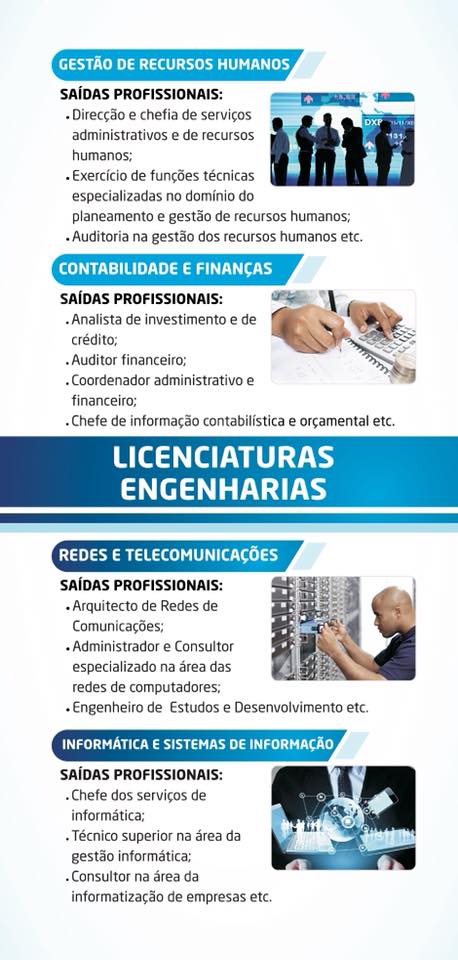 GESTÃO DE RECURSOS HUMANOS
SAÍDAS PROFISSIONAIS:
• Direcção e chefia de serviços
administrativos e de recursos
humanos;
• Exercício de funções técnicas
especializadas no domínio do
planeamento e gestão de recursos humanos;
• Auditoria na gestão dos recursos humanos etc.
CONTABILIDADE E FINANÇAS
SAÍDAS PROFISSIONAIS:
• Analista de investimento e de
crédito;
• Auditor financeiro;
• Coordenador administrativo e
financeiro;
• Chefe de informação contabilística e orçamental etc.
LICENCIATURAS
ENGENHARIAS
REDES E TELECOMUNICAÇÕES
SAÍDAS PROFISSIONAIS:
• Arquitecto de Redes de
Comunicações;
• Administrador e Consultor
especializado na área das
redes de computadores;
• Engenheiro de Estudos e Desenvolvimento etc.
INFORMÁTICA E SISTEMAS DE INFORMAÇÃO
SAÍDAS PROFISSIONAIS:
• Chefe dos serviços de
informática;
• Técnico superior na área da
gestão informática;
• Consultor na área da
informatização de empresas etc.